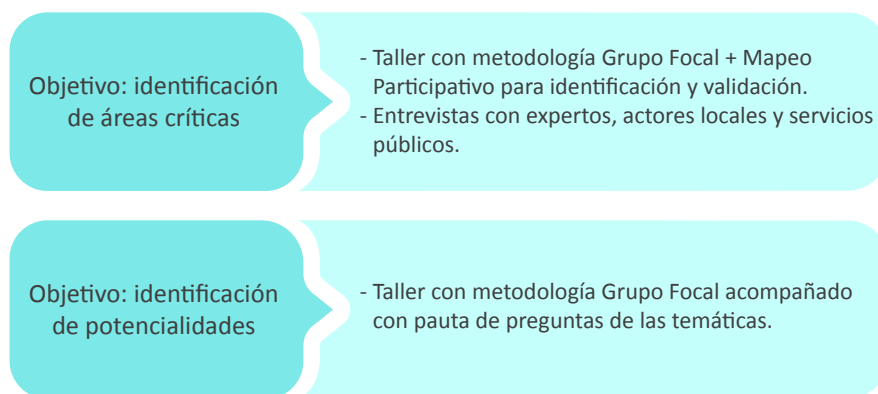 Objetivo: identificación
de áreas críticas
- Taller con metodología Grupo Focal + Mapeo
Participativo para identificación y validación.
- Entrevistas con expertos, actores locales y servicios
públicos.
Objetivo: identificación
de potencialidades
- Taller con metodología Grupo Focal acompañado
con pauta de preguntas de las temáticas.